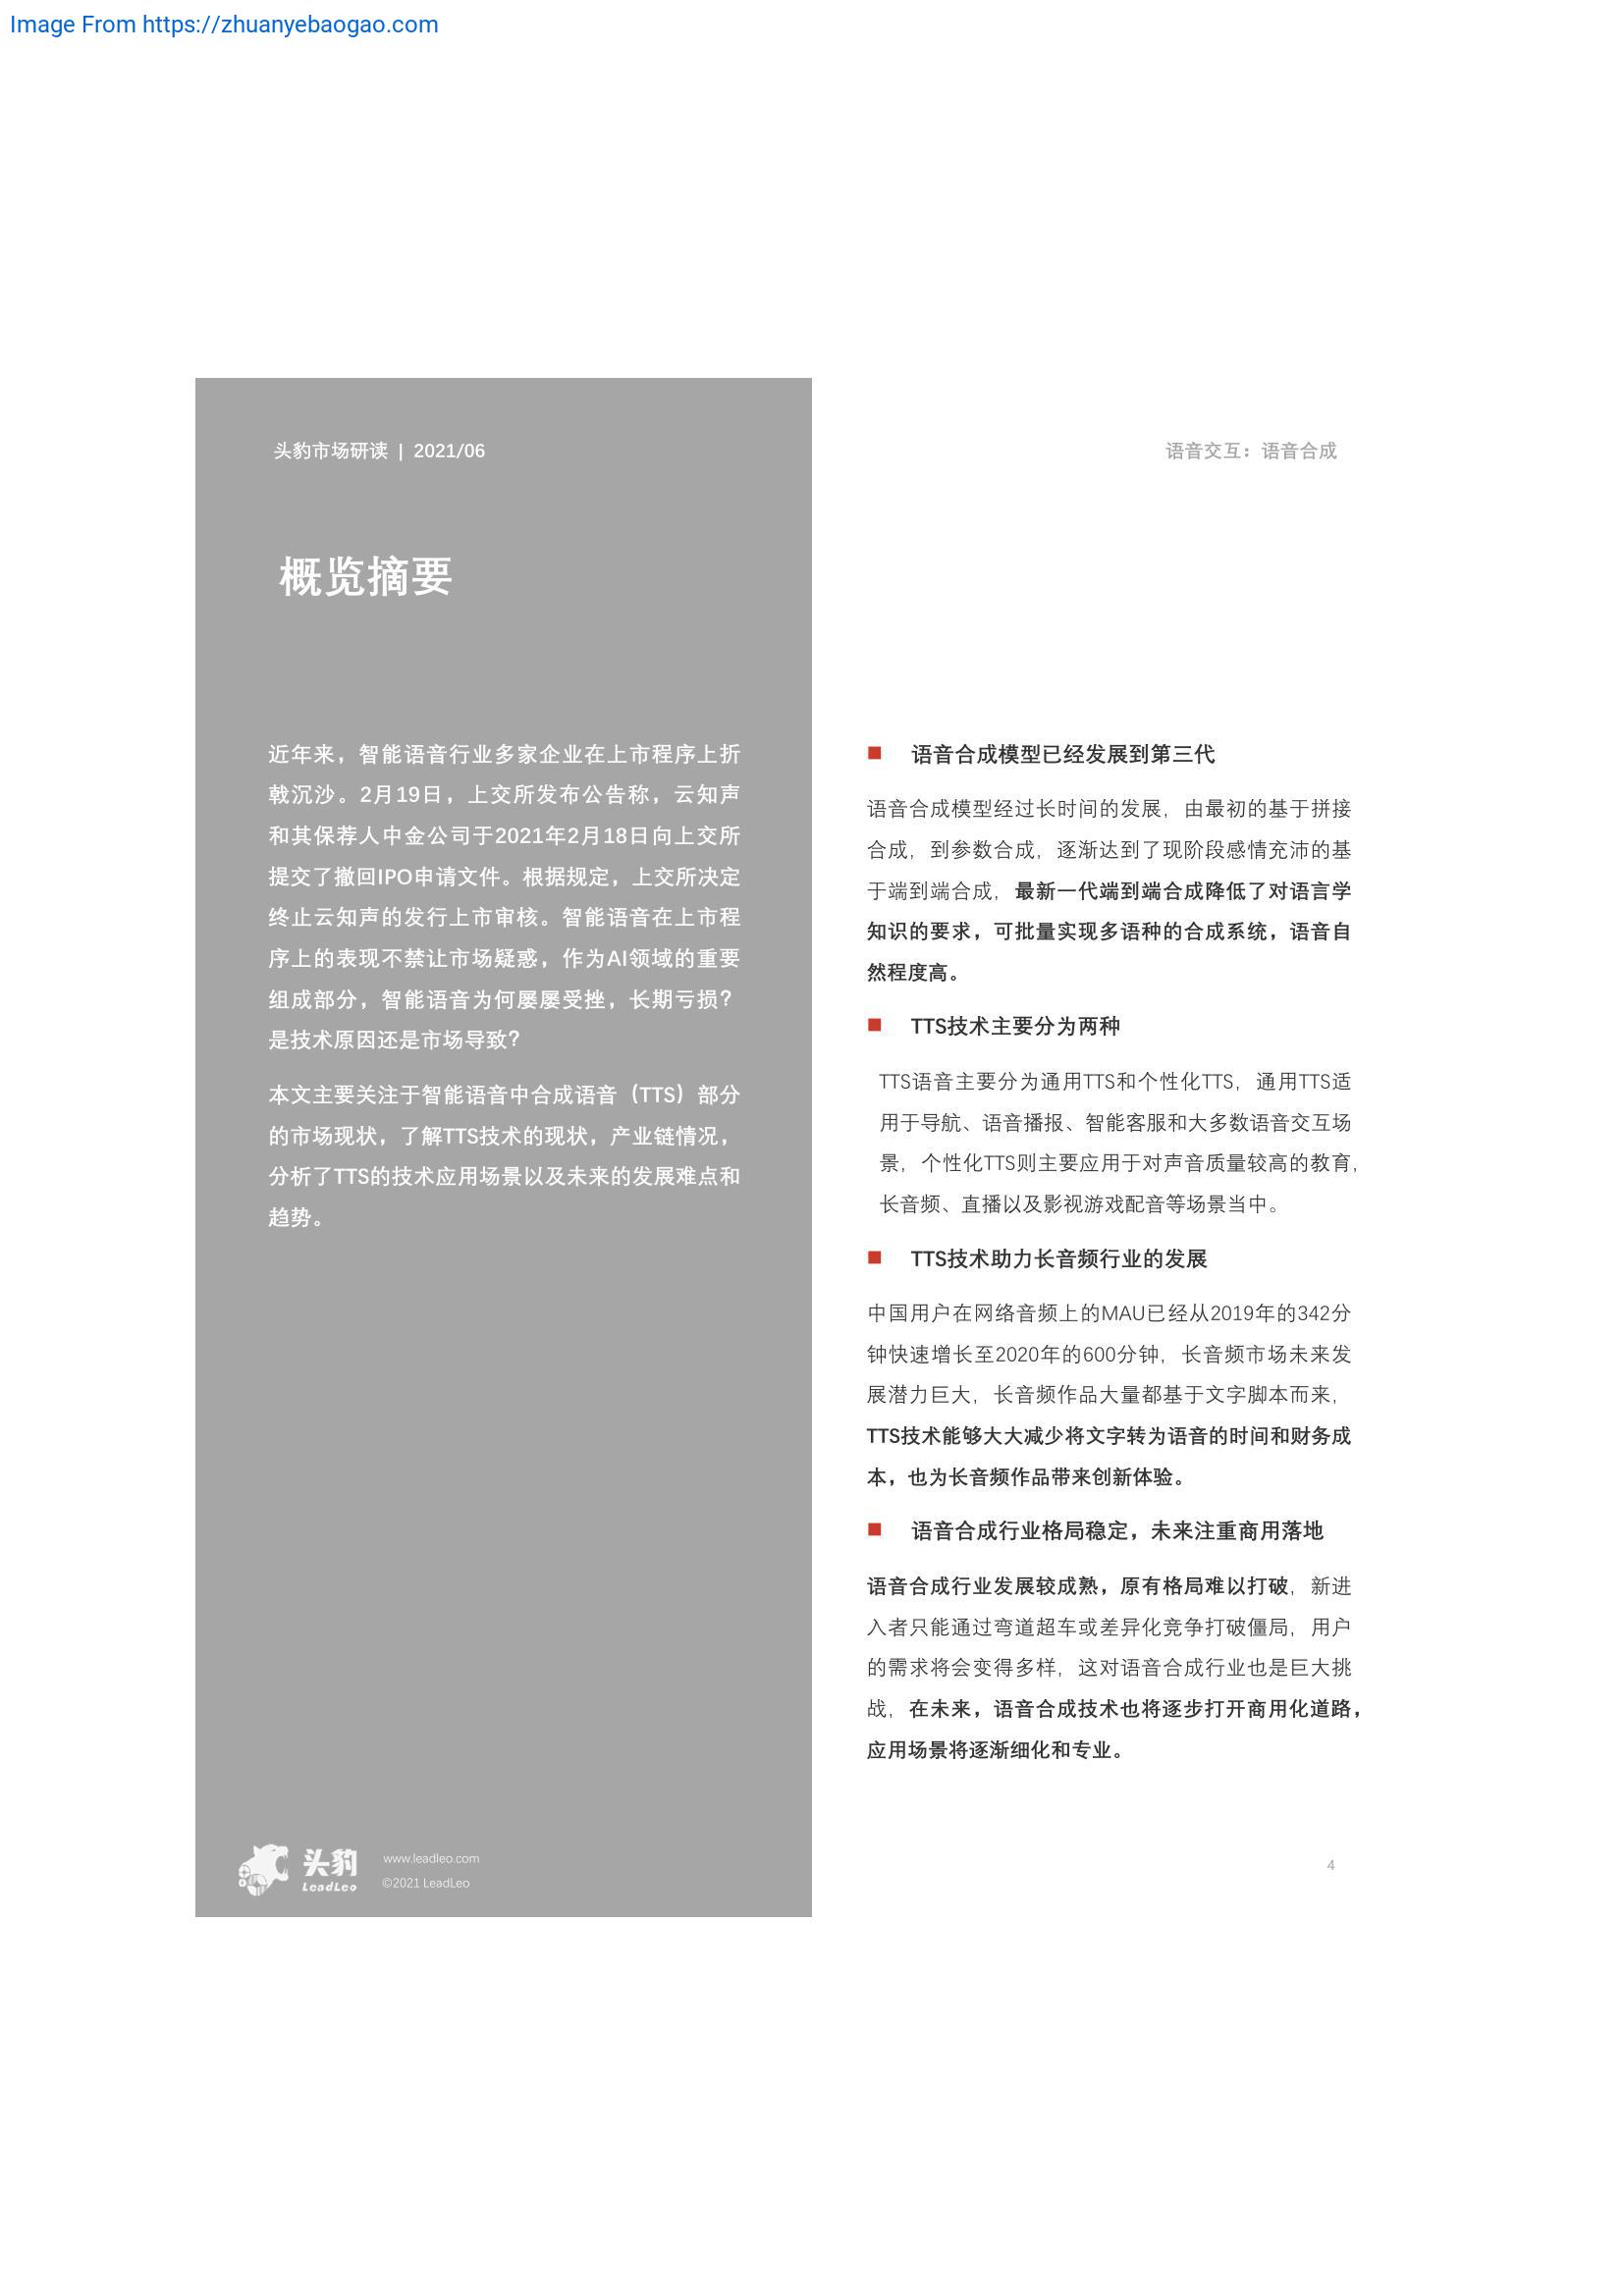 Image From https://zhuanyebaogao.com
头豹市场研读 | 2021/06
语音交互：语音合成
概览摘要
近年来，智能语音行业多家企业在上市程序上折
戟沉沙。2月19日，上交所发布公告称，云知声
和其保荐人中金公司于2021年2月18日向上交所
提交了撤回IPO申请文件。根据规定，上交所决定
终止云知声的发行上市审核。智能语音在上市程
序上的表现不禁让市场疑惑，作为AI领域的重要
组成部分，智能语音为何屡屡受挫，长期亏损？
是技术原因还是市场导致？
本文主要关注于智能语音中合成语音（TTS）部分
的市场现状，了解TTS技术的现状，产业链情况，
分析了TTS的技术应用场景以及未来的发展难点和
趋势。
■ 语音合成模型已经发展到第三代
语音合成模型经过长时间的发展，由最初的基于拼接
合成，到参数合成，逐渐达到了现阶段感情充沛的基
于端到端合成，最新一代端到端合成降低了对语言学
知识的要求，可批量实现多语种的合成系统，语音自
然程度高。
■ TTS技术主要分为两种
TTS语音主要分为通用TTS和个性化TTS，通用TTS适
用于导航、语音播报、智能客服和大多数语音交互场
景，个性化TTS则主要应用于对声音质量较高的教育，
长音频、直播以及影视游戏配音等场景当中。
■ TTS技术助力长音频行业的发展
中国用户在网络音频上的MAU已经从2019年的342分
钟快速增长至2020年的600分钟，长音频市场未来发
展潜力巨大，长音频作品大量都基于文字脚本而来，
TTS技术能够大大减少将文字转为语音的时间和财务成
本，也为长音频作品带来创新体验。
■ 语音合成行业格局稳定，未来注重商用落地
语音合成行业发展较成熟，原有格局难以打破，新进
入者只能通过弯道超车或差异化竞争打破僵局，用户
的需求将会变得多样，这对语音合成行业也是巨大挑
战，在未来，语音合成技术也将逐步打开商用化道路，
应用场景将逐渐细化和专业。
头豹
LeadLeo
www.leadleo.com
©2021 LeadLeo
4